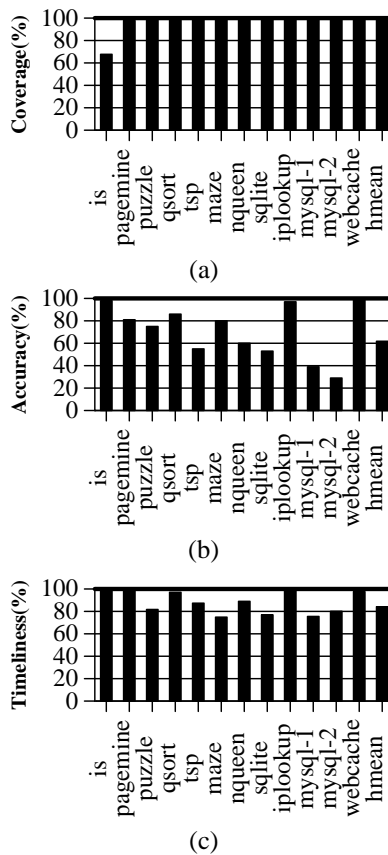 Coverage(%)
100
80
60
40
20
0
is
pagemine
puzzle
qsort
tsp
maze
nqueen
sqlite
iplookup
mysql-1
mysql-2
webcache
hmean
(a)
Accuracy(%)
100
80
60
40
20
0
is
pagemine
puzzle
qsort
tsp
maze
nqueen
sqlite
iplookup
mysql-1
mysql-2
webcache
hmean
(b)
Timeliness(%)
100
80
60
40
20
0
is
pagemine
puzzle
qsort
tsp
maze
nqueen
sqlite
iplookup
mysql-1
mysql-2
webcache
hmean
(c)